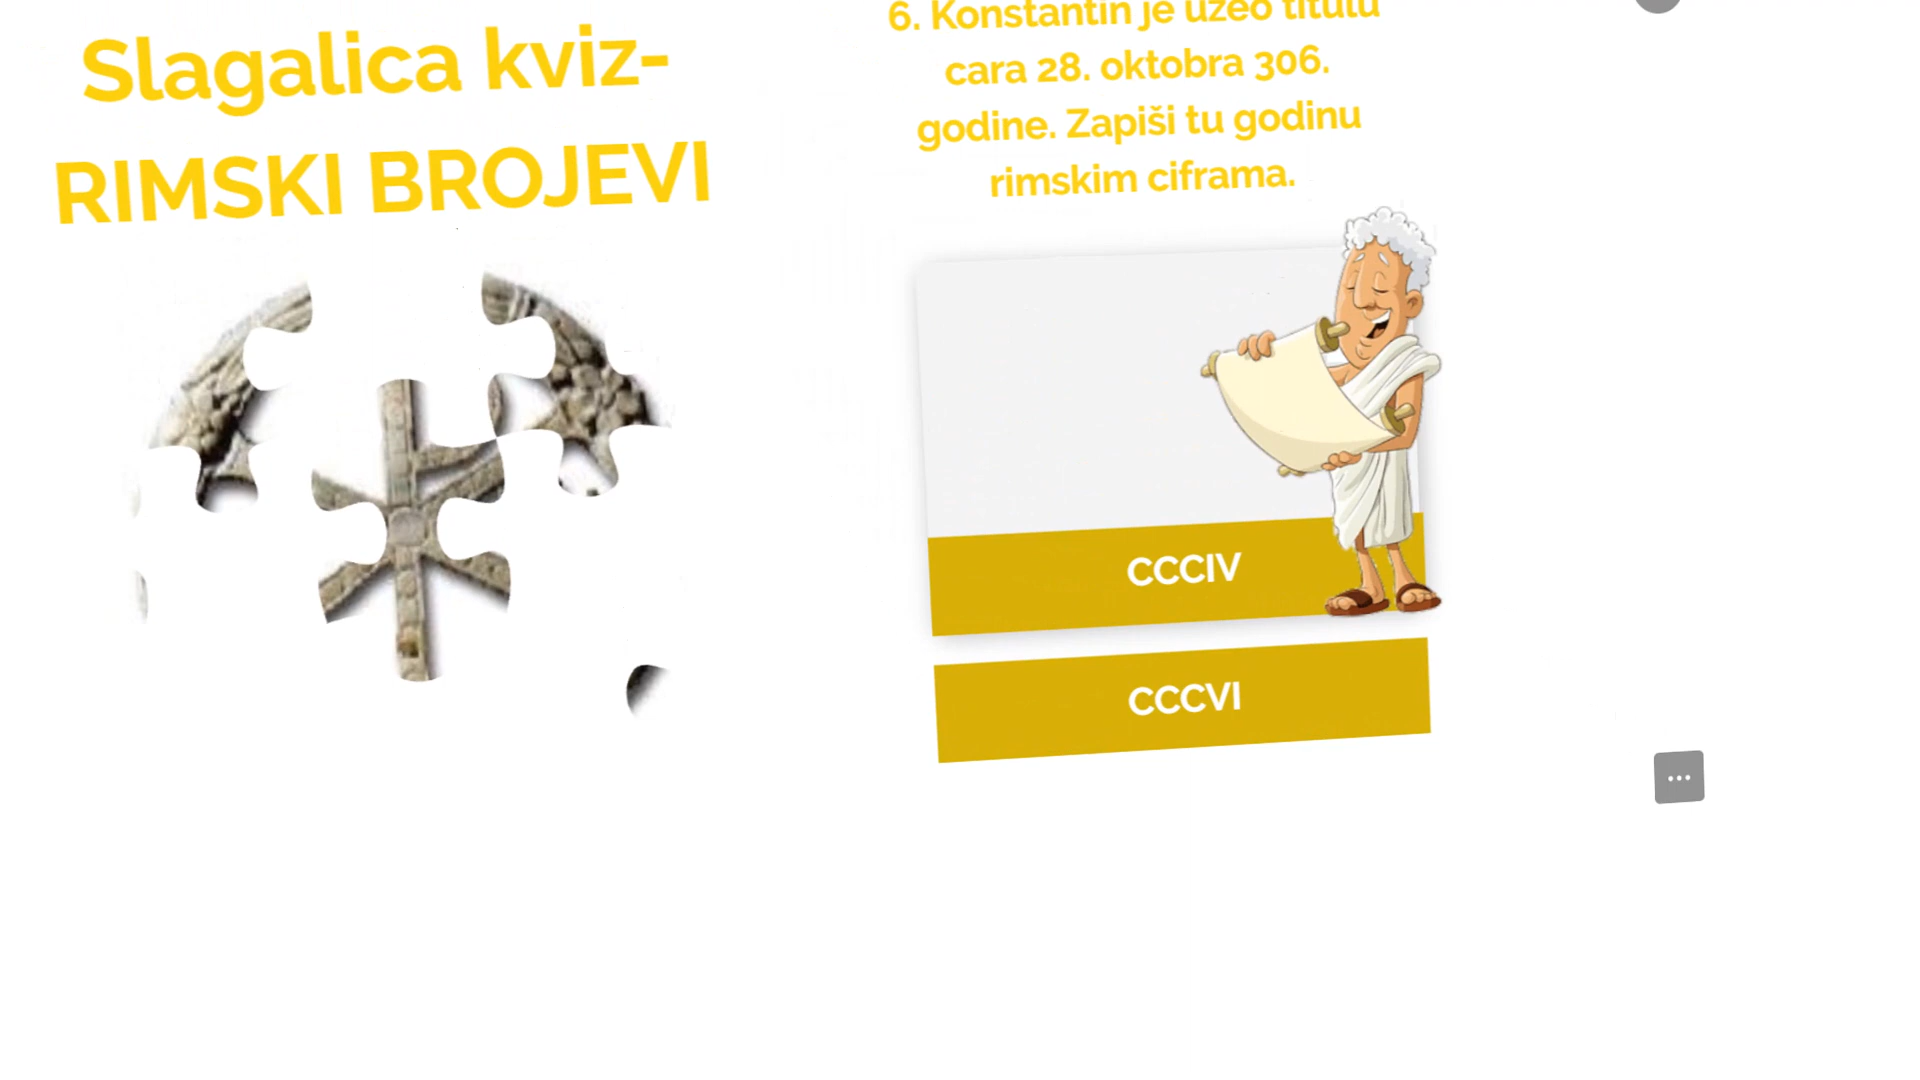 Slagalica kviz-
RIMSKI BROJEVI
6. Konstantin je uzeo titulu
cara 28. oktobra 306.
godine. Zapiši tu godinu
rimskim ciframa.
CCCIV
CCCVI